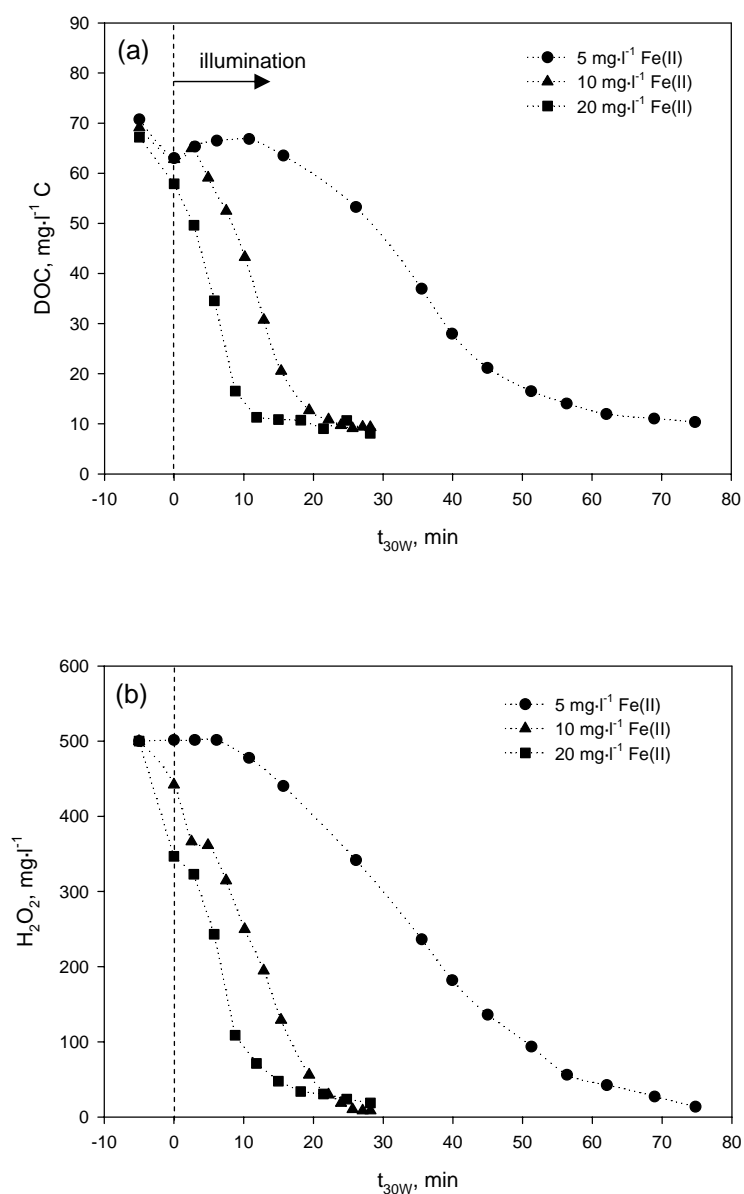 (a)
illumination
5 mg·l⁻¹ Fe(II)
10 mg·l⁻¹ Fe(II)
20 mg·l⁻¹ Fe(II)
90
80
70
60
50
40
30
20
10
0
DOC, mg·l⁻¹ C
-10 0 10 20 30 40 50 60 70 80
t30W, min
(b)
5 mg·l⁻¹ Fe(II)
10 mg·l⁻¹ Fe(II)
20 mg·l⁻¹ Fe(II)
600
500
400
300
200
100
0
H₂O₂, mg·l⁻¹
-10 0 10 20 30 40 50 60 70 80
t30W, min